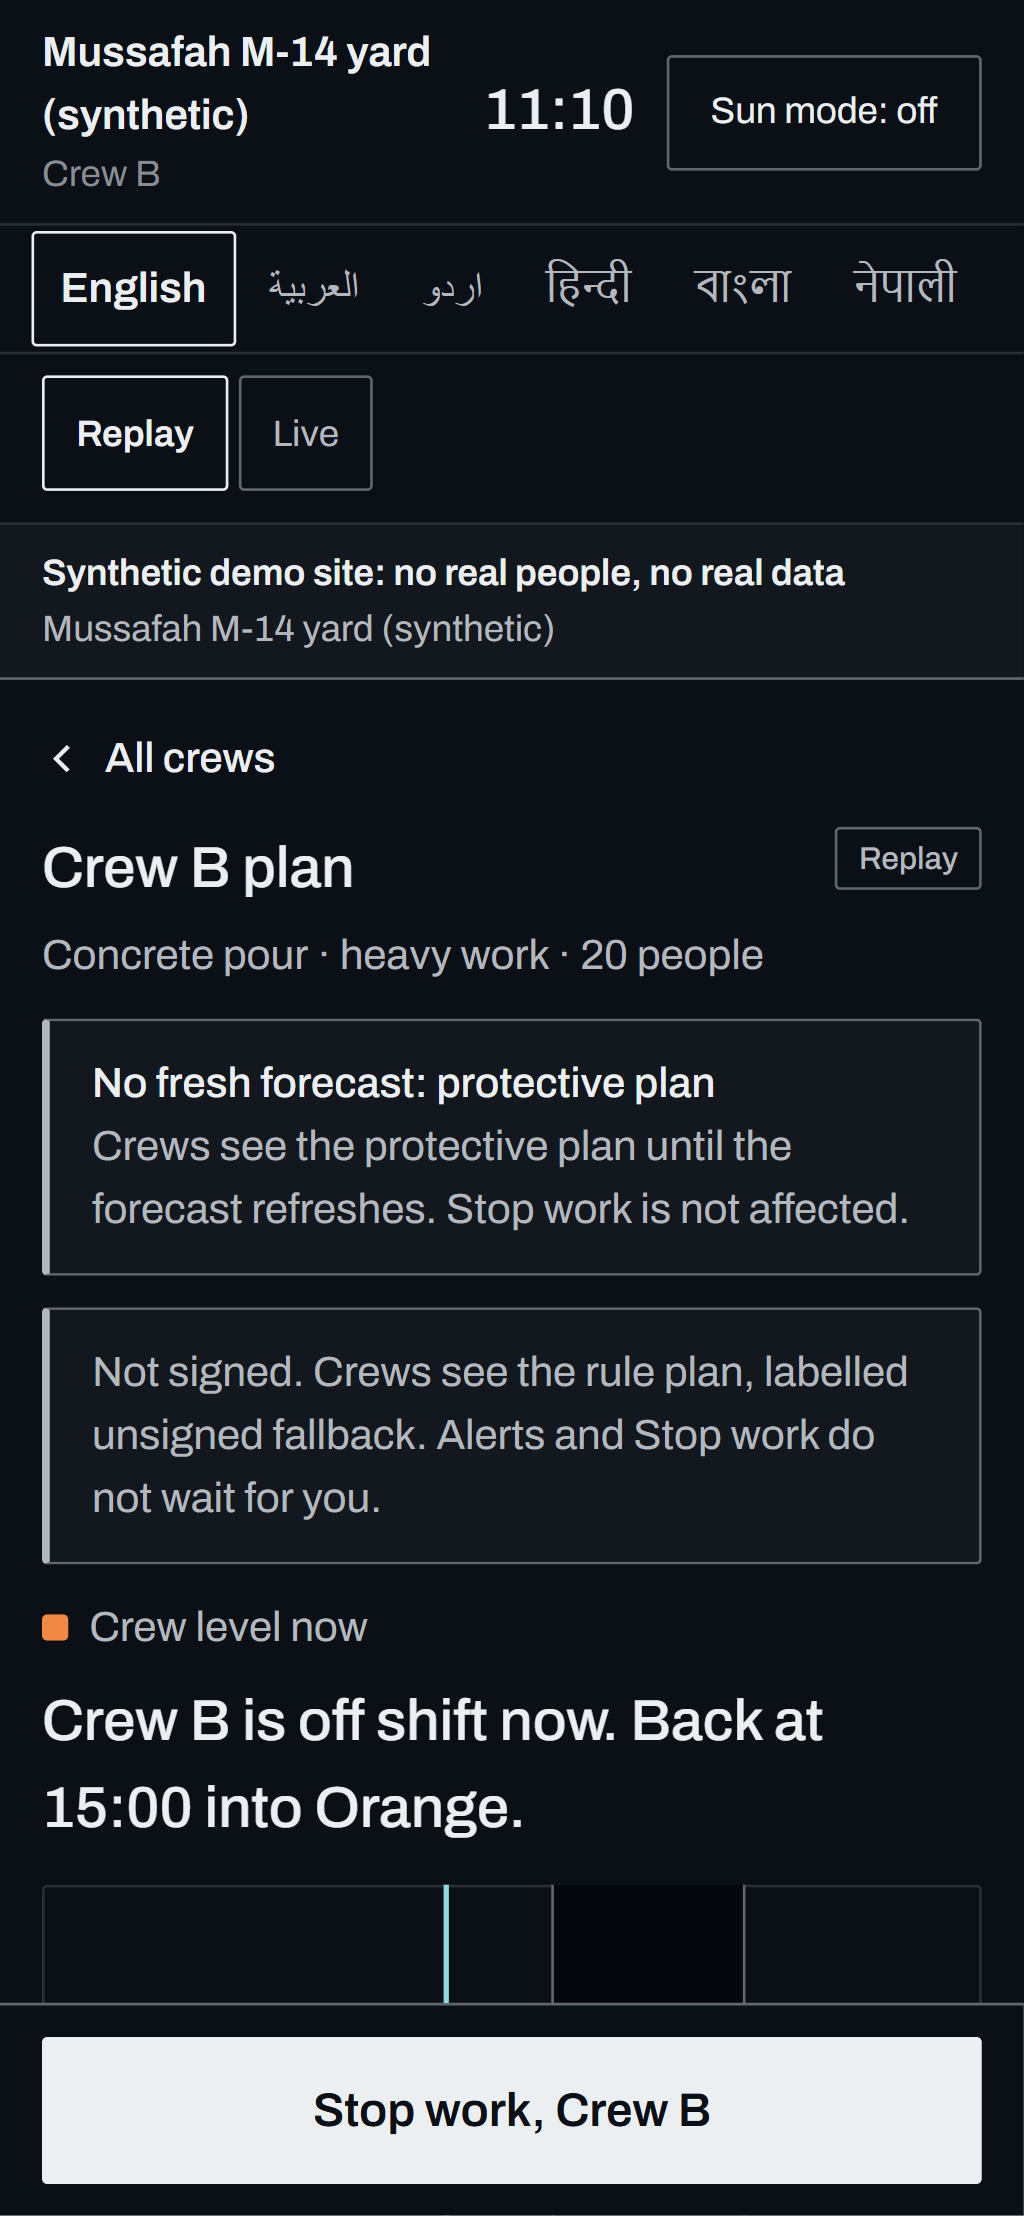 Mussafah M-14 yard
(synthetic)
Crew B
11:10
Sun mode: off
English العربية اردو हिन्दी বাংলা नेपाली
Replay Live
Synthetic demo site: no real people, no real data
Mussafah M-14 yard (synthetic)
All crews
Crew B plan
Replay
Concrete pour · heavy work · 20 people
No fresh forecast: protective plan
Crews see the protective plan until the
forecast refreshes. Stop work is not affected.
Not signed. Crews see the rule plan, labelled
unsigned fallback. Alerts and Stop work do
not wait for you.
Crew level now
Crew B is off shift now. Back at
15:00 into Orange.
Stop work, Crew B